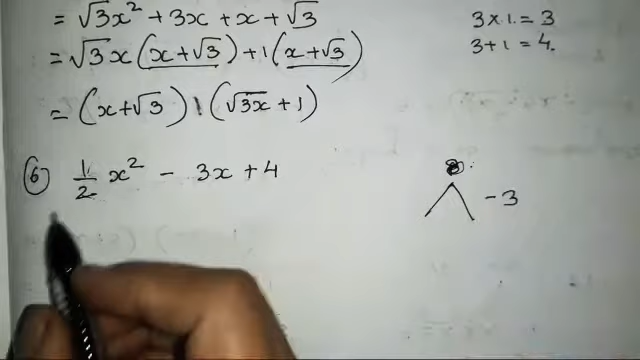 = √3x² + 3x + x + √3
= √3 x (x + √3) + 1 (x + √3)
= (x + √3) (√3x + 1)
3 × 1 = 3
3 + 1 = 4
(6) 1/2 x² - 3x + 4
- 3